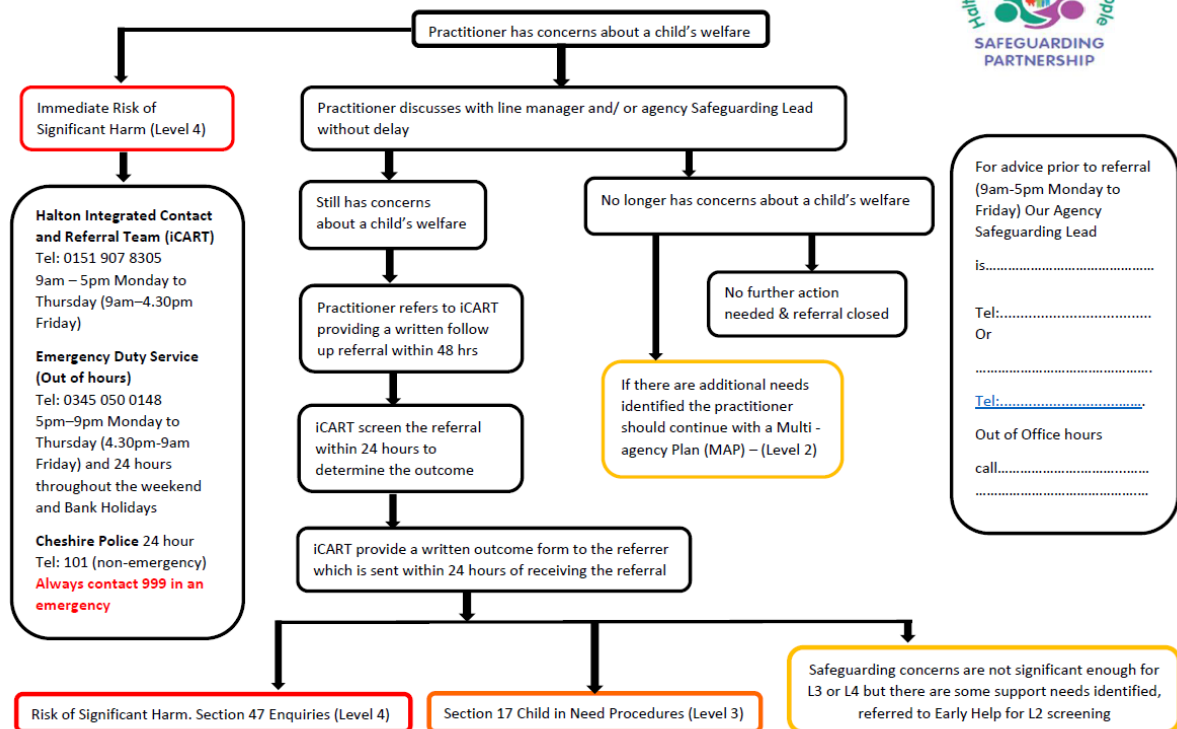 Halt
ople
SAFEGUARDING
PARTNERSHIP
Practitioner has concerns about a child’s welfare
Immediate Risk of
Significant Harm (Level 4)
Practitioner discusses with line manager and/ or agency Safeguarding Lead
without delay
Halton Integrated Contact
and Referral Team (iCART)
Tel: 0151 907 8305
9am – 5pm Monday to
Thursday (9am–4.30pm
Friday)
Emergency Duty Service
(Out of hours)
Tel: 0345 050 0148
5pm–9pm Monday to
Thursday (4.30pm-9am
Friday) and 24 hours
throughout the weekend
and Bank Holidays
Cheshire Police 24 hour
Tel: 101 (non-emergency)
Always contact 999 in an
emergency
Still has concerns
about a child’s welfare
No longer has concerns about a child’s welfare
Practitioner refers to iCART
providing a written follow
up referral within 48 hrs
No further action
needed & referral closed
iCART screen the referral
within 24 hours to
determine the outcome
If there are additional needs
identified the practitioner
should continue with a Multi -
agency Plan (MAP) – (Level 2)
iCART provide a written outcome form to the referrer
which is sent within 24 hours of receiving the referral
For advice prior to referral
(9am-5pm Monday to
Friday) Our Agency
Safeguarding Lead
is………………………………………
Tel:....................................
Or
……………………………………….
Tel:..................................
Out of Office hours
call....................................
……………………………………….
Risk of Significant Harm. Section 47 Enquiries (Level 4)
Section 17 Child in Need Procedures (Level 3)
Safeguarding concerns are not significant enough for
L3 or L4 but there are some support needs identified,
referred to Early Help for L2 screening